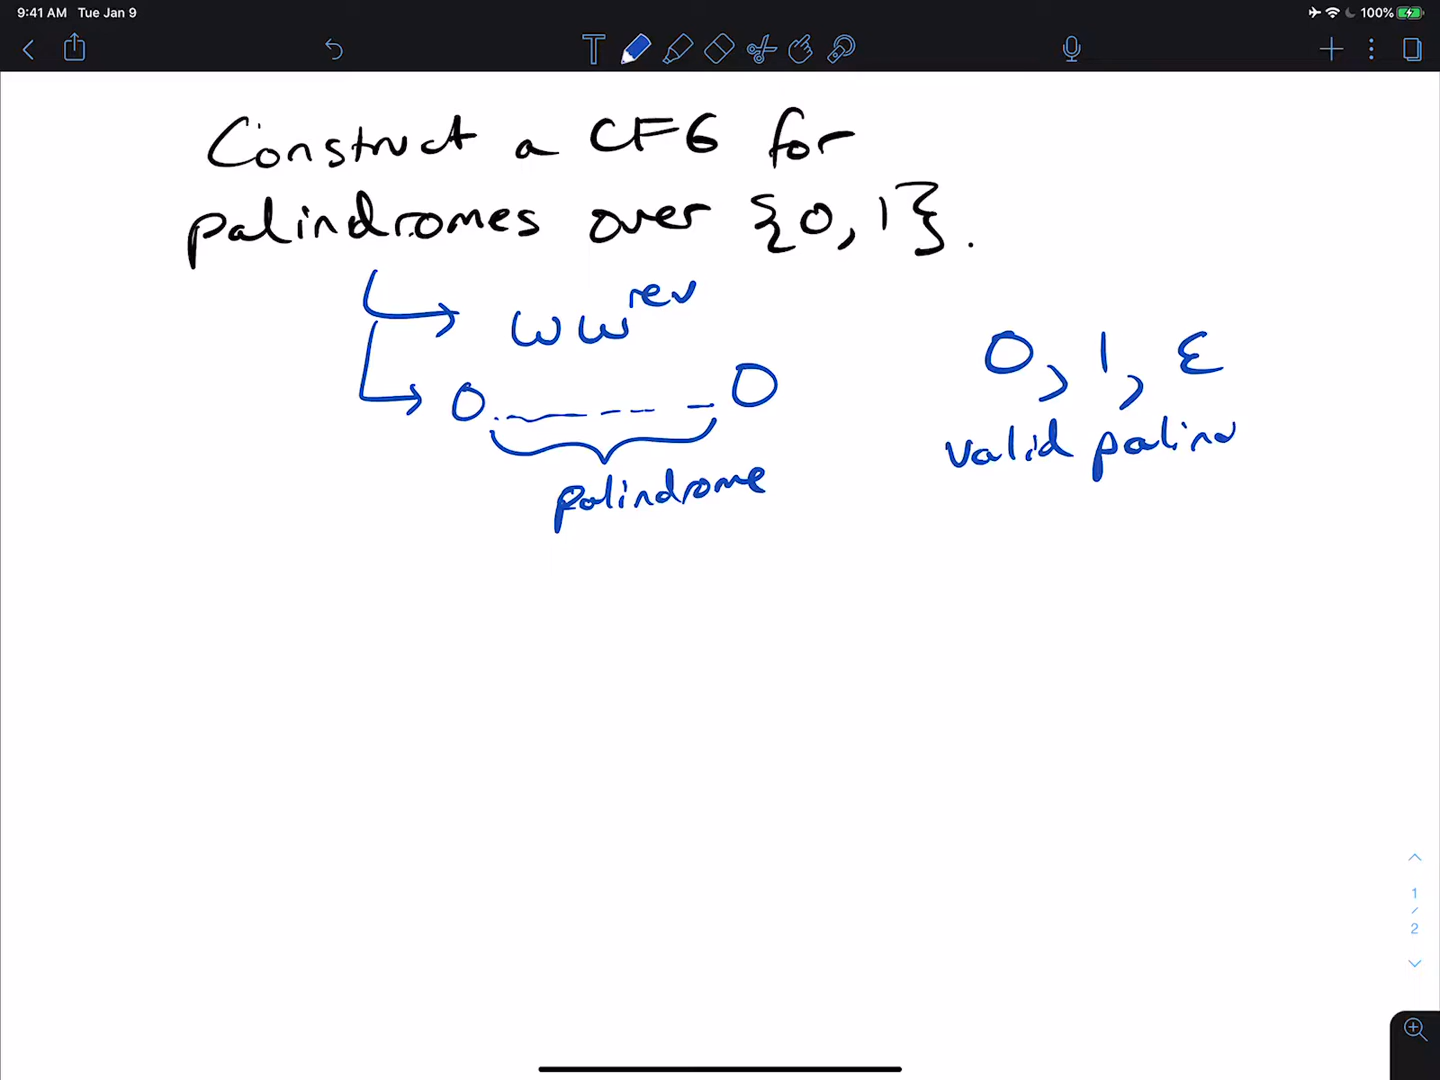 9:41 AM Tue Jan 9
100%
T
Construct a CFG for
palindromes over {0, 1}.
ww^rev
0 _ _ _ _ 0
palindrome
0, 1, ε
valid palind
1
/
2